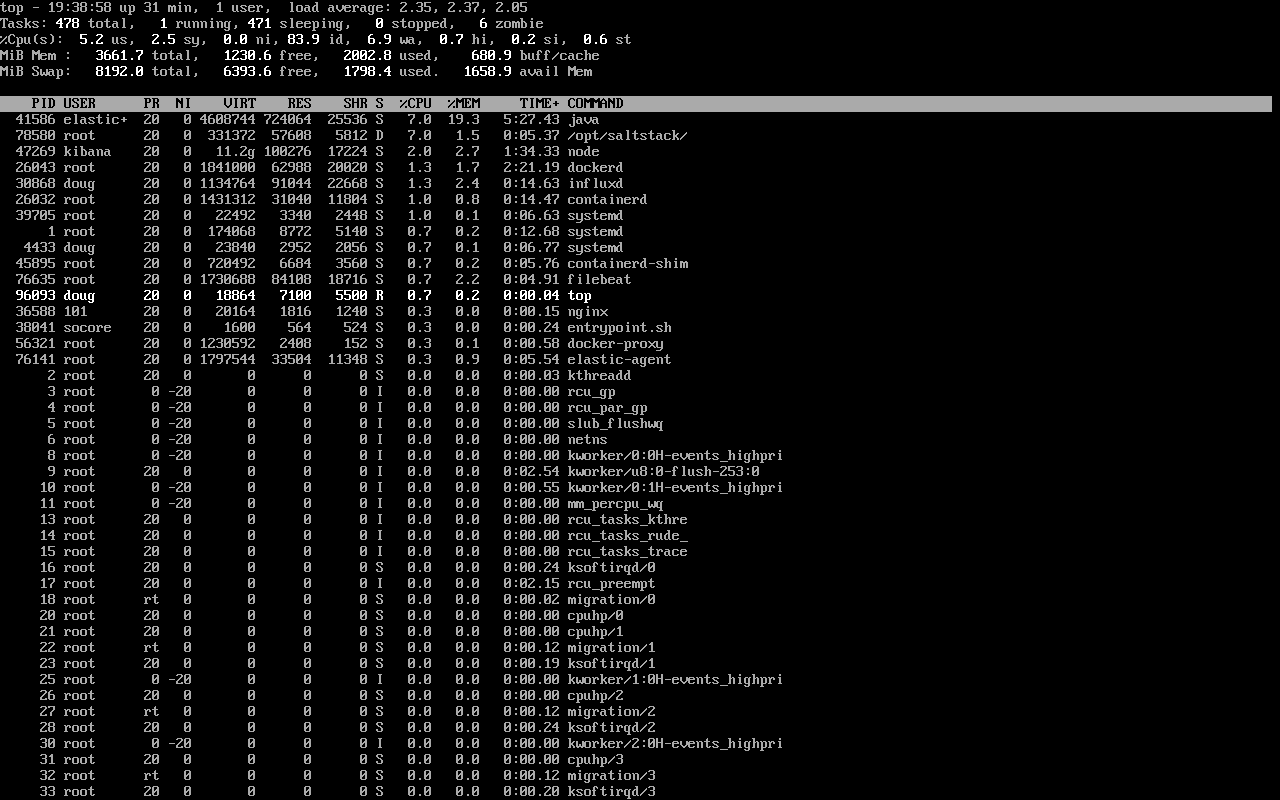 top - 19:38:58 up 31 min,  1 user,  load average: 2.35, 2.37, 2.05
Tasks: 478 total,   1 running, 471 sleeping,   0 stopped,   6 zombie
%Cpu(s):  5.2 us,  2.5 sy,  0.0 ni, 83.9 id,  6.9 wa,  0.7 hi,  0.2 si,  0.6 st
MiB Mem :   3661.7 total,   1230.6 free,   2002.8 used,    680.9 buff/cache
MiB Swap:   8192.0 total,   6393.6 free,   1798.4 used.   1658.9 avail Mem
PID USER      PR  NI    VIRT    RES    SHR S  %CPU  %MEM     TIME+ COMMAND
41586 elastic+  20   0 4608744 724064  25536 S   7.0  19.3   5:27.43 java
78580 root      20   0  331372  57608   5812 D   7.0   1.5   0:05.37 /opt/saltstack/
47269 kibana    20   0   11.2g 100276  17224 S   2.0   2.7   1:34.33 node
26043 root      20   0 1841000  62988  20020 S   1.3   1.7   2:21.19 dockerd
30868 doug      20   0 1134764  91044  22668 S   1.3   2.4   0:14.63 influxd
26032 root      20   0 1431312  31040  11804 S   1.0   0.8   0:14.47 containerd
39705 root      20   0   22492   3340   2448 S   1.0   0.1   0:06.63 systemd
1 root      20   0  174068   8772   5140 S   0.7   0.2   0:12.68 systemd
4433 doug      20   0   23840   2952   2056 S   0.7   0.1   0:06.77 systemd
45895 root      20   0  720492   6684   3560 S   0.7   0.2   0:05.76 containerd-shim
76635 root      20   0 1730688  84108  18716 S   0.7   2.2   0:04.91 filebeat
96093 doug      20   0   18864   7100   5500 R   0.7   0.2   0:00.04 top
36588 101       20   0   20164   1816   1240 S   0.3   0.0   0:00.15 nginx
38041 socore    20   0    1600    564    524 S   0.3   0.0   0:00.24 entrypoint.sh
56321 root      20   0 1230592   2408    152 S   0.3   0.1   0:00.58 docker-proxy
76141 root      20   0 1797544  33504  11348 S   0.3   0.9   0:05.54 elastic-agent
2 root      20   0       0      0      0 S   0.0   0.0   0:00.03 kthreadd
3 root       0 -20       0      0      0 I   0.0   0.0   0:00.00 rcu_gp
4 root       0 -20       0      0      0 I   0.0   0.0   0:00.00 rcu_par_gp
5 root       0 -20       0      0      0 I   0.0   0.0   0:00.00 slub_flushwq
6 root       0 -20       0      0      0 I   0.0   0.0   0:00.00 netns
8 root       0 -20       0      0      0 I   0.0   0.0   0:00.00 kworker/0:0H-events_highpri
9 root      20   0       0      0      0 I   0.0   0.0   0:02.54 kworker/u8:0-flush-253:0
10 root       0 -20       0      0      0 I   0.0   0.0   0:00.55 kworker/0:1H-events_highpri
11 root       0 -20       0      0      0 I   0.0   0.0   0:00.00 mm_percpu_wq
13 root      20   0       0      0      0 I   0.0   0.0   0:00.00 rcu_tasks_kthre
14 root      20   0       0      0      0 I   0.0   0.0   0:00.00 rcu_tasks_rude_
15 root      20   0       0      0      0 I   0.0   0.0   0:00.00 rcu_tasks_trace
16 root      20   0       0      0      0 S   0.0   0.0   0:00.24 ksoftirqd/0
17 root      20   0       0      0      0 I   0.0   0.0   0:02.15 rcu_preempt
18 root      rt   0       0      0      0 S   0.0   0.0   0:00.02 migration/0
20 root      20   0       0      0      0 S   0.0   0.0   0:00.00 cpuhp/0
21 root      20   0       0      0      0 S   0.0   0.0   0:00.00 cpuhp/1
22 root      rt   0       0      0      0 S   0.0   0.0   0:00.12 migration/1
23 root      20   0       0      0      0 S   0.0   0.0   0:00.19 ksoftirqd/1
25 root       0 -20       0      0      0 I   0.0   0.0   0:00.00 kworker/1:0H-events_highpri
26 root      20   0       0      0      0 S   0.0   0.0   0:00.00 cpuhp/2
27 root      rt   0       0      0      0 S   0.0   0.0   0:00.12 migration/2
28 root      20   0       0      0      0 S   0.0   0.0   0:00.24 ksoftirqd/2
30 root       0 -20       0      0      0 I   0.0   0.0   0:00.00 kworker/2:0H-events_highpri
31 root      20   0       0      0      0 S   0.0   0.0   0:00.00 cpuhp/3
32 root      rt   0       0      0      0 S   0.0   0.0   0:00.12 migration/3
33 root      20   0       0      0      0 S   0.0   0.0   0:00.20 ksoftirqd/3